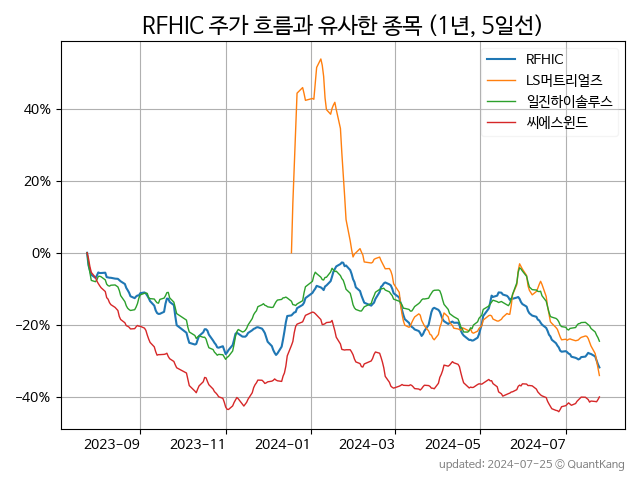 RFHIC 주가 흐름과 유사한 종목 (1년, 5일선)
RFHIC
LS머트리얼즈
일진하이솔루스
씨에스윈드
40%
20%
0%
−20%
−40%
2023-09
2023-11
2024-01
2024-03
2024-05
2024-07
updated: 2024-07-25 © QuantKang